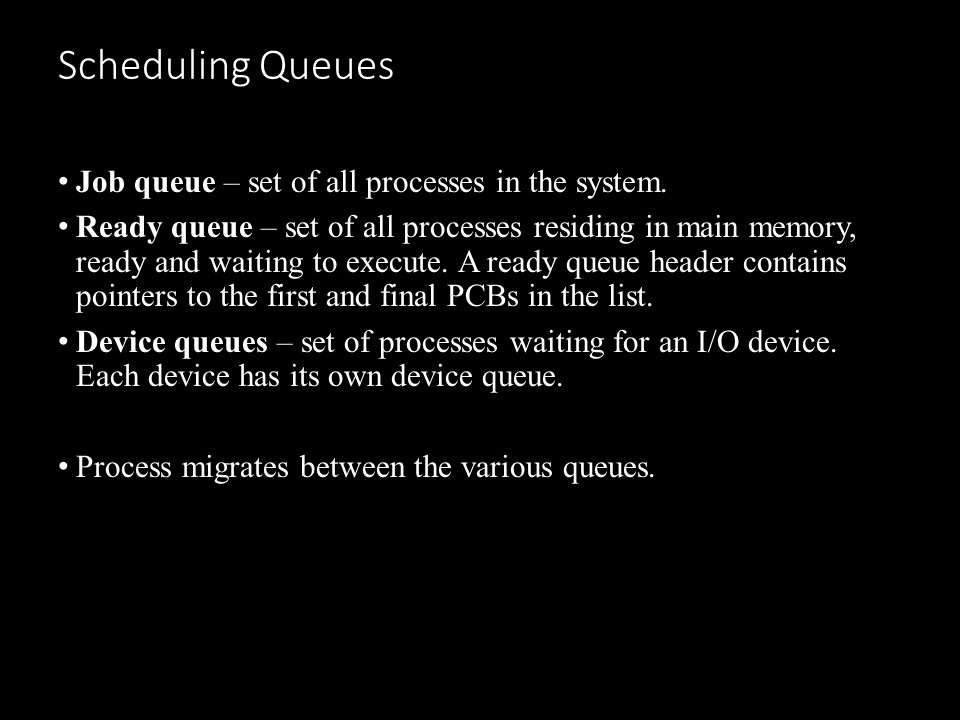 Scheduling Queues
• Job queue – set of all processes in the system.
• Ready queue – set of all processes residing in main memory,
ready and waiting to execute. A ready queue header contains
pointers to the first and final PCBs in the list.
• Device queues – set of processes waiting for an I/O device.
Each device has its own device queue.
• Process migrates between the various queues.